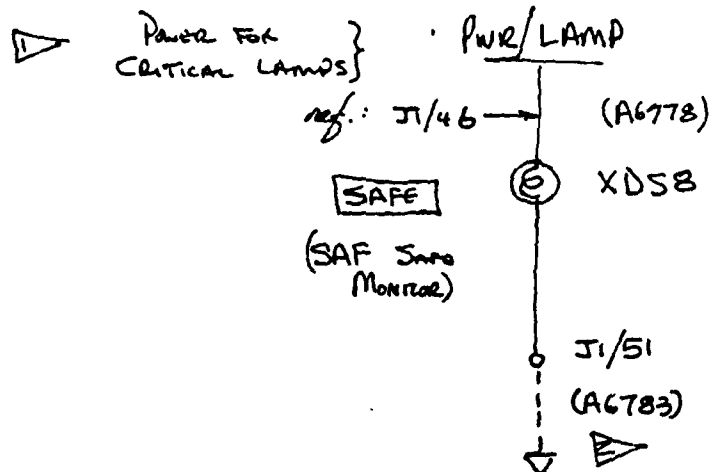 1
POWER FOR
CRITICAL LAMPS
PWR/LAMP
ref.: J1/46
(A6778)
SAFE
XDS8
(SAF SAFE
MONITOR)
J1/51
(A6783)